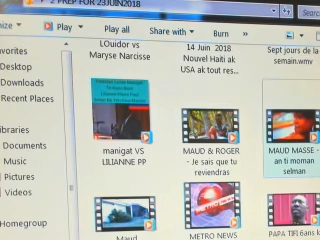 2 PREP FOR 23JUIN2018
Play
Play all
Share with
Burn
LOuidor vs
Maryse Narcisse
14 Juin 2018
Nouvel Haiti ak
USA ak tout res...
Sept jours de la
semain.wmv
Desktop
Downloads
Recent Places
Documents
Music
Pictures
Videos
Homegroup
manigat VS
LILIANNE PP
MAUD & ROGER
- Je sais que tu
reviendras
MAUD MASSE -
an ti moman
selman
METRO
Maud
METRO NEWS
PAPA TIFI 6ans